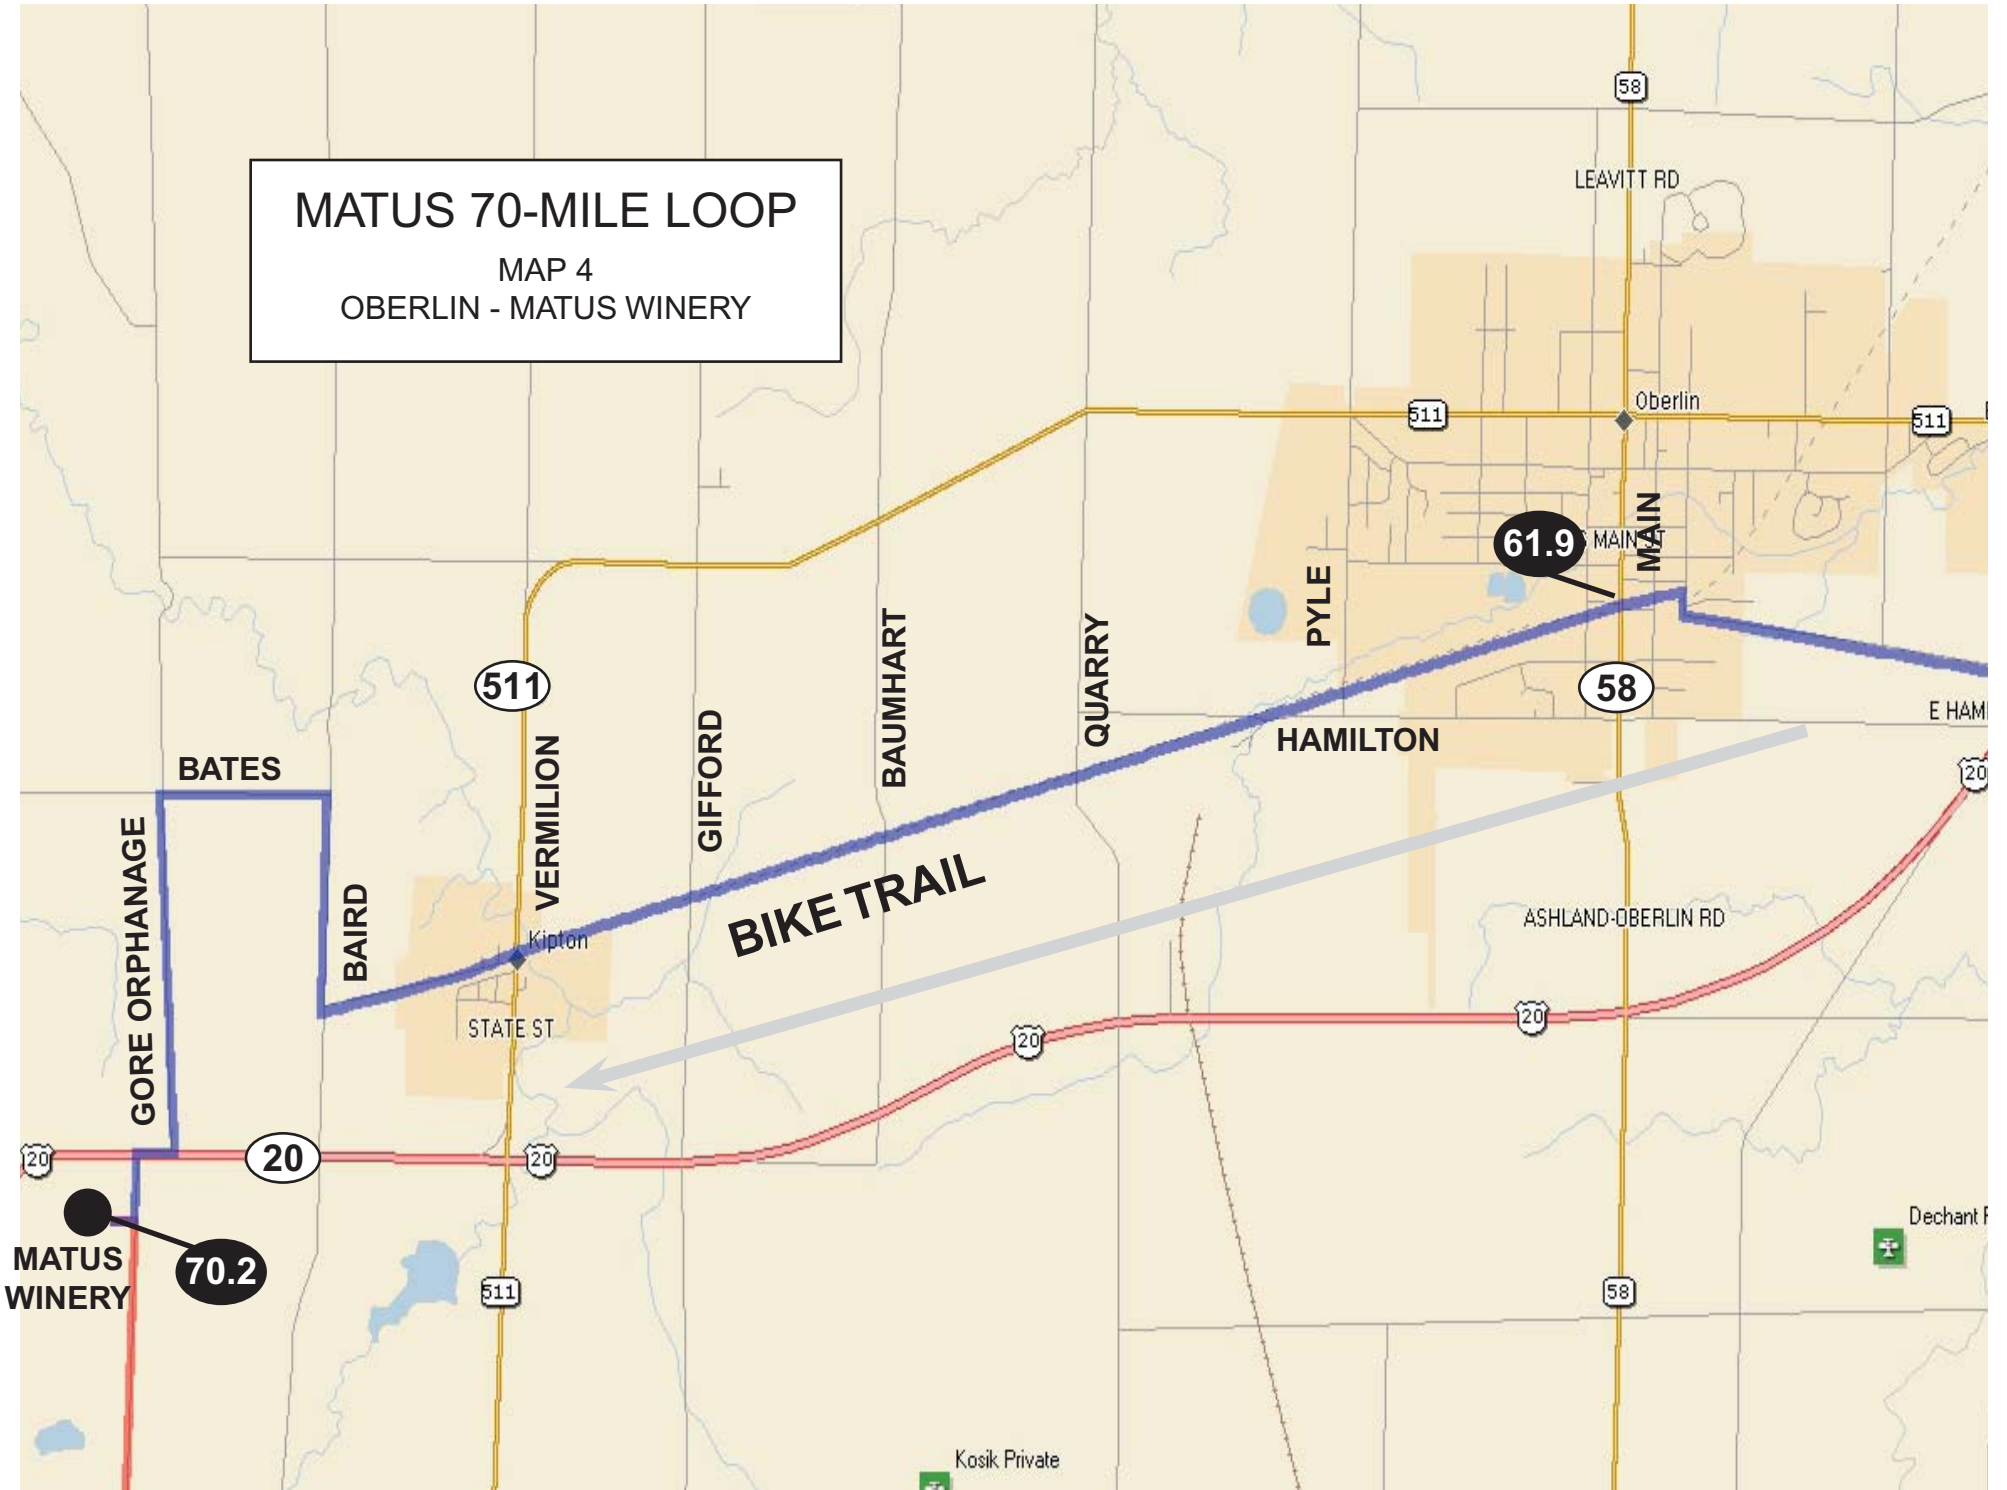 58
LEAVITT RD
MATUS 70-MILE LOOP
MAP 4
OBERLIN - MATUS WINERY
Oberlin
511
511
MAIN
61.9
S MAIN ST
PYLE
BAUMHART
QUARRY
511
58
GIFFORD
E HAMI
HAMILTON
VERMILION
BATES
20
GORE ORPHANAGE
BAIRD
BIKE TRAIL
ASHLAND-OBERLIN RD
Kipton
STATE ST
20
20
20
20
20
MATUS
WINERY
70.2
Dechant
511
58
Kosik Private